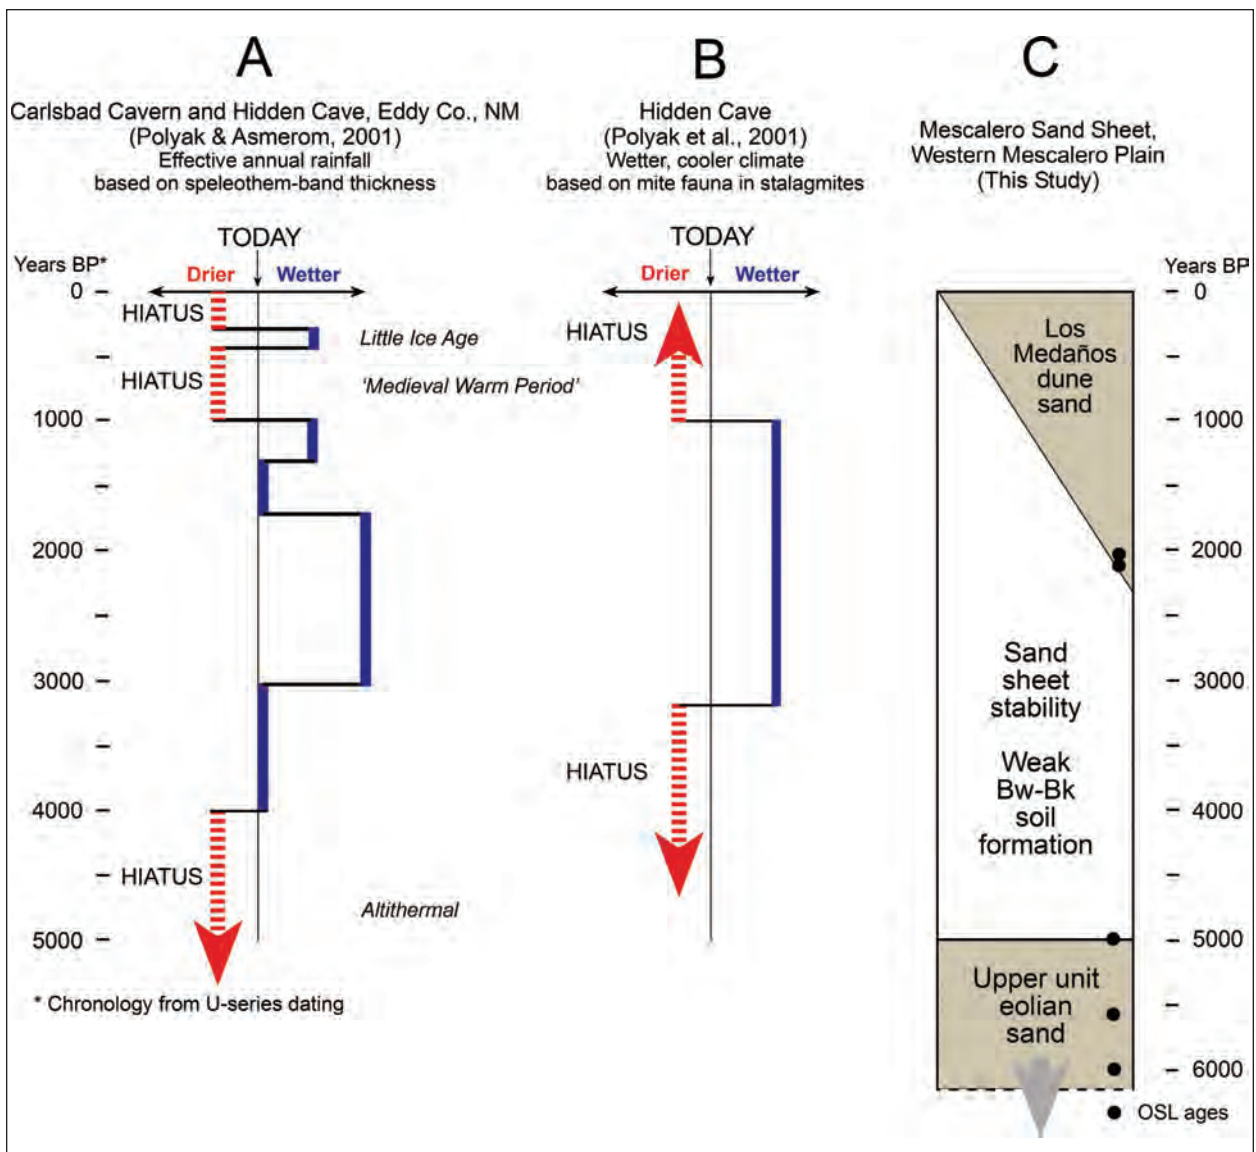 A
Carlsbad Cavern and Hidden Cave, Eddy Co., NM
(Polyak & Asmerom, 2001)
Effective annual rainfall
based on speleothem-band thickness
TODAY
Years BP*
Drier
Wetter
0
HIATUS
Little Ice Age
HIATUS
'Medieval Warm Period'
1000
2000
3000
4000
HIATUS
Altithermal
5000
* Chronology from U-series dating
B
Hidden Cave
(Polyak et al., 2001)
Wetter, cooler climate
based on mite fauna in stalagmites
TODAY
Drier
Wetter
HIATUS
HIATUS
C
Mescalero Sand Sheet,
Western Mescalero Plain
(This Study)
Years BP
0
Los
Medaños
dune
sand
1000
2000
Sand
sheet
stability
3000
Weak
Bw-Bk
soil
formation
4000
5000
Upper unit
eolian
sand
6000
OSL ages